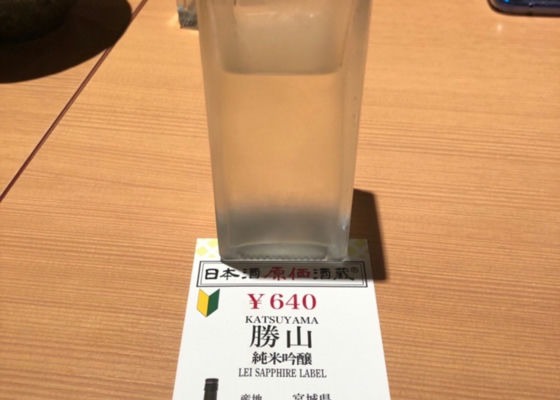 日本酒原価酒蔵®
￥640
KATSUYAMA
勝山
純米吟醸
LEI SAPPHIRE LABEL
産地 宮城県